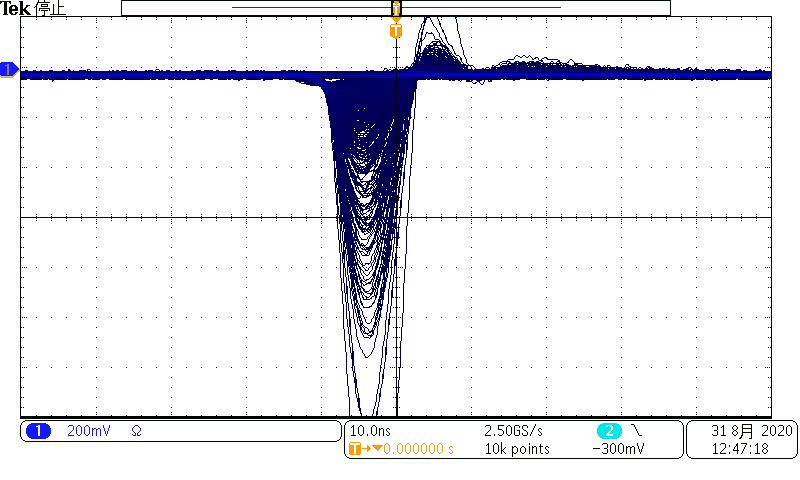 Tek 停止
T
T
1
1 200mV Ω
10.0ns 2.50GS/s 2
T→▼0.000000 s 10k points −300mV
31 8月 2020
12:47:18